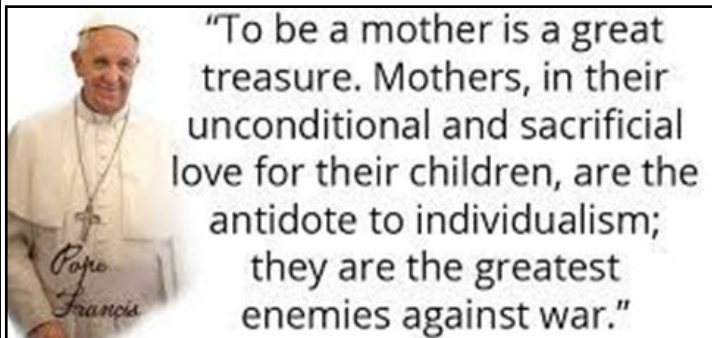 “To be a mother is a great
treasure. Mothers, in their
unconditional and sacrificial
love for their children, are the
antidote to individualism;
they are the greatest
enemies against war.”
Pope
Francis